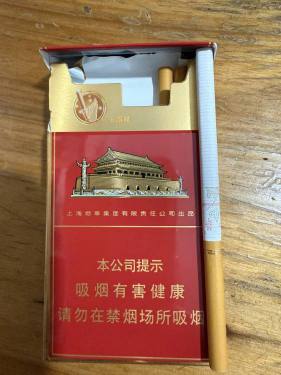 上海烟草集团有限责任公司出品
本公司提示
吸烟有害健康
请勿在禁烟场所吸烟